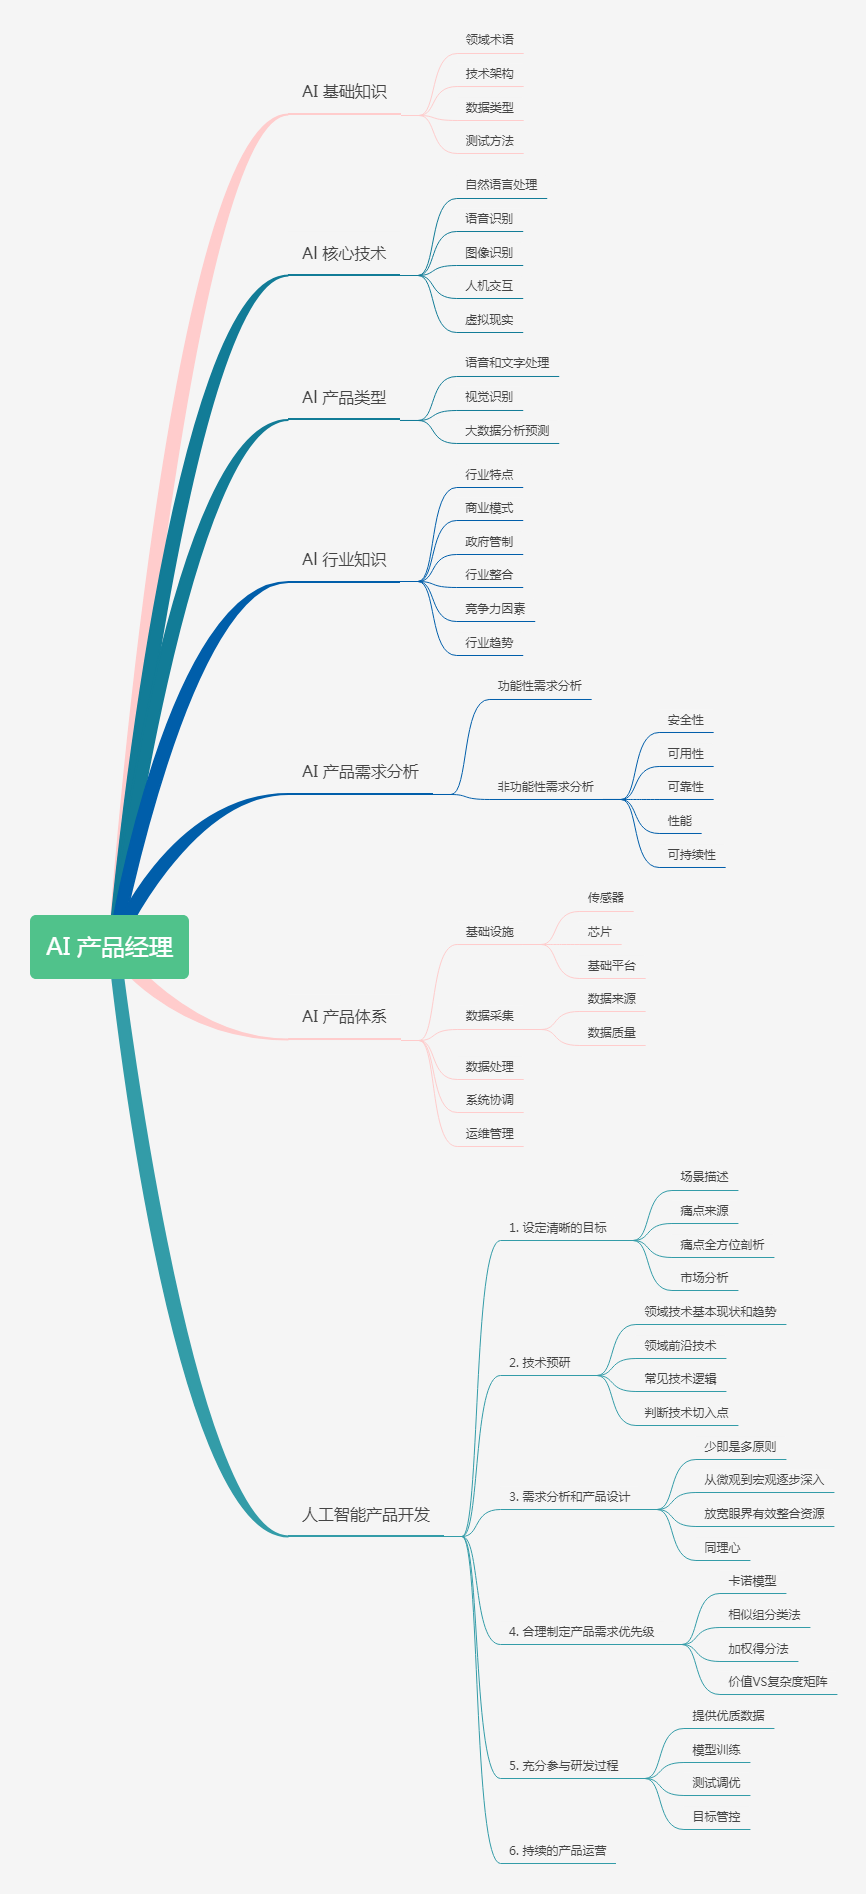 AI 产品经理
AI 基础知识
领域术语
技术架构
数据类型
测试方法
AI 核心技术
自然语言处理
语音识别
图像识别
人机交互
虚拟现实
AI 产品类型
语音和文字处理
视觉识别
大数据分析预测
AI 行业知识
行业特点
商业模式
政府管制
行业整合
竞争力因素
行业趋势
AI 产品需求分析
功能性需求分析
非功能性需求分析
安全性
可用性
可靠性
性能
可持续性
AI 产品体系
基础设施
传感器
芯片
基础平台
数据采集
数据来源
数据质量
数据处理
系统协调
运维管理
人工智能产品开发
1. 设定清晰的目标
场景描述
痛点来源
痛点全方位剖析
市场分析
2. 技术预研
领域技术基本现状和趋势
领域前沿技术
常见技术逻辑
判断技术切入点
3. 需求分析和产品设计
少即是多原则
从微观到宏观逐步深入
放宽眼界有效整合资源
同理心
4. 合理制定产品需求优先级
卡诺模型
相似组分类法
加权得分法
价值VS复杂度矩阵
5. 充分参与研发过程
提供优质数据
模型训练
测试调优
目标管控
6. 持续的产品运营